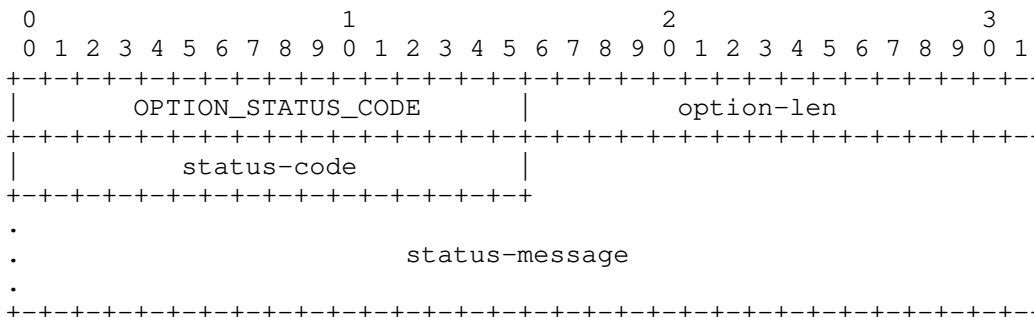 0                   1                   2                   3
 0 1 2 3 4 5 6 7 8 9 0 1 2 3 4 5 6 7 8 9 0 1 2 3 4 5 6 7 8 9 0 1
+-+-+-+-+-+-+-+-+-+-+-+-+-+-+-+-+-+-+-+-+-+-+-+-+-+-+-+-+-+-+-+-
|       OPTION_STATUS_CODE      |         option-len
+-+-+-+-+-+-+-+-+-+-+-+-+-+-+-+-+-+-+-+-+-+-+-+-+-+-+-+-+-+-+-+-
|          status-code          |
+-+-+-+-+-+-+-+-+-+-+-+-+-+-+-+-+
.
.                        status-message
.
+-+-+-+-+-+-+-+-+-+-+-+-+-+-+-+-+-+-+-+-+-+-+-+-+-+-+-+-+-+-+-+-